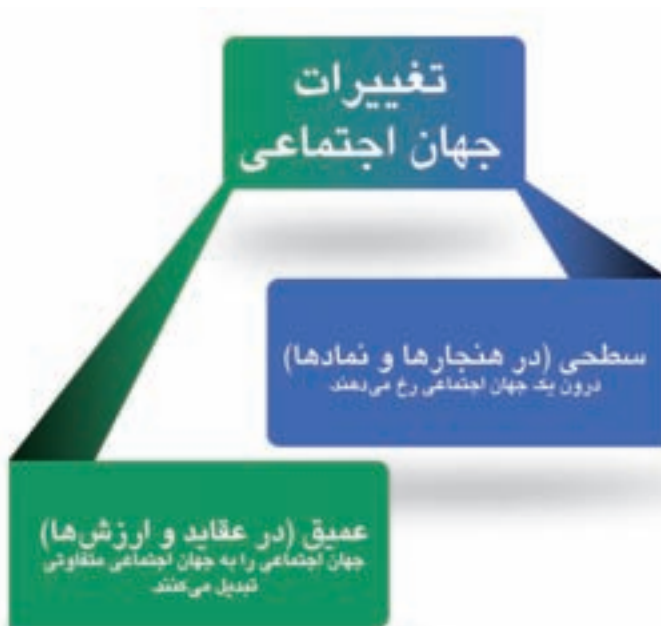 تغییرات
جهان اجتماعی
سطحی (در هنجارها و نمادها)
درون یک جهان اجتماعی رخ می‌دهند.
عمیق (در عقاید و ارزش‌ها)
جهان اجتماعی را به جهان اجتماعی متفاوتی
تبدیل می‌کنند.